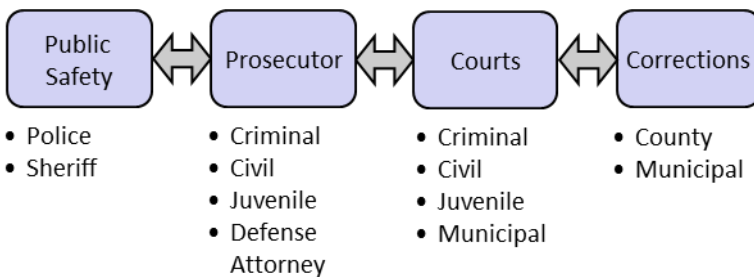 Public
Safety
Prosecutor
Courts
Corrections
• Police
• Sheriff
• Criminal
• Civil
• Juvenile
• Defense
Attorney
• Criminal
• Civil
• Juvenile
• Municipal
• County
• Municipal